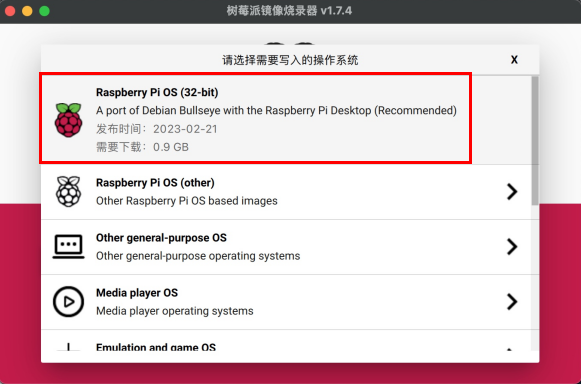 树莓派镜像烧录器 v1.7.4
请选择需要写入的操作系统
X
Raspberry Pi OS (32-bit)
A port of Debian Bullseye with the Raspberry Pi Desktop (Recommended)
发布时间：2023-02-21
需要下载：0.9 GB
Raspberry Pi OS (other)
Other Raspberry Pi OS based images
Other general-purpose OS
Other general-purpose operating systems
Media player OS
Media player operating systems
Emulation and game OS